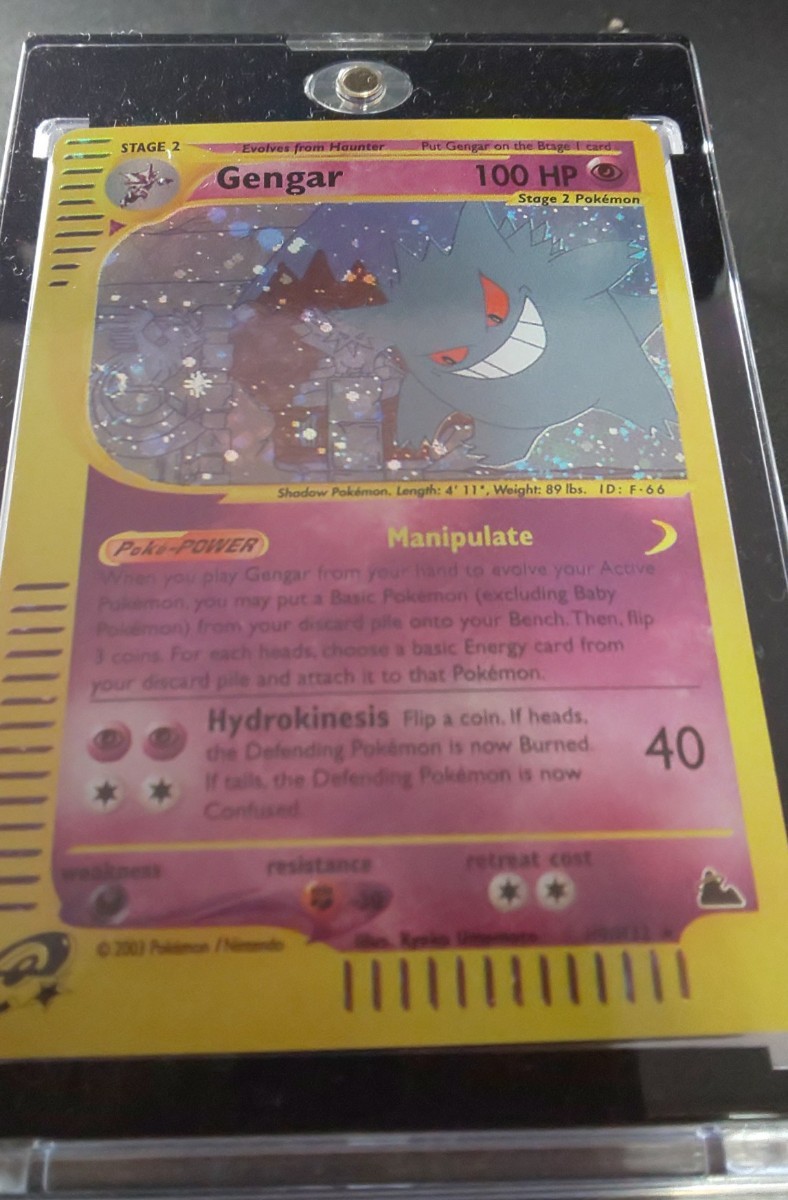 STAGE 2 Evolves from Haunter Put Gengar on the Stage 1 card
Gengar 100 HP
Stage 2 Pokémon
Shadow Pokémon. Length: 4' 11", Weight: 89 lbs. ID: F-66
Poké-POWER Manipulate
When you play Gengar from your hand to evolve your Active
Pokémon, you may put a Basic Pokémon (excluding Baby
Pokémon) from your discard pile onto your Bench. Then, flip
3 coins. For each heads, choose a basic Energy card from
your discard pile and attach it to that Pokémon.
Hydrokinesis Flip a coin. If heads,
the Defending Pokémon is now Burned.
If tails, the Defending Pokémon is now
Confused.
40
weakness resistance retreat cost
-30
© 2003 Pokémon / Nintendo Illus. Kyoko Umemoto